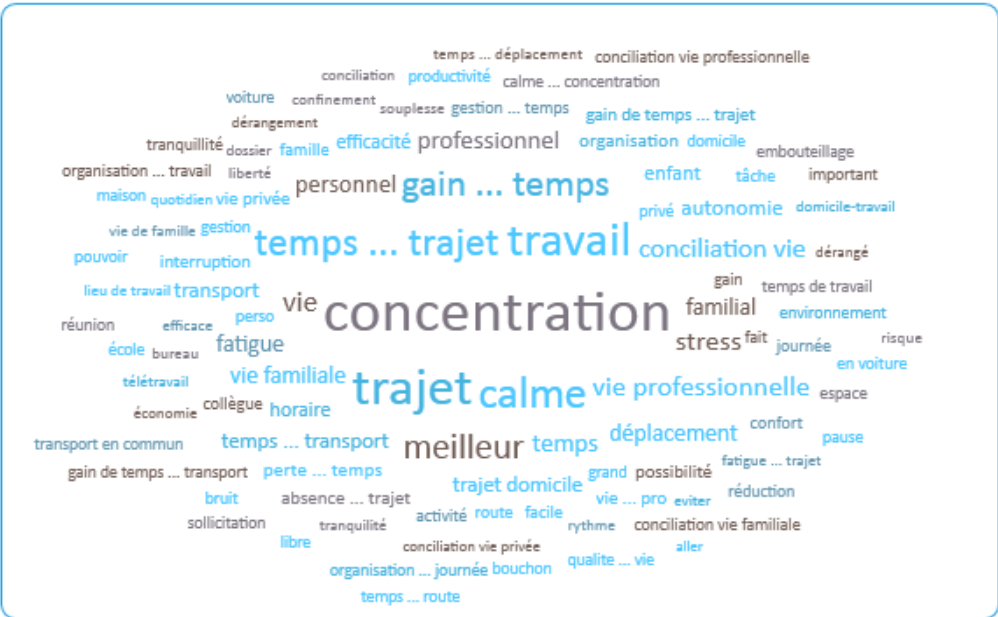 temps ... déplacement conciliation vie professionnelle
conciliation productivité calme ... concentration
voiture confinement souplesse gestion ... temps gain de temps ... trajet
dérangement
tranquillité dossier famille efficacité professionnel organisation domicile embouteillage
organisation ... travail liberté personnel gain ... temps enfant tâche important
maison quotidien vie privée privé autonomie domicile-travail
vie de famille gestion temps ... trajet travail conciliation vie dérangé
pouvoir interruption
lieu de travail transport vie concentration gain temps de travail
familial environnement
réunion efficace perso fatigue stress fait journée risque
école bureau en voiture
télétravail vie familiale trajet calme vie professionnelle espace
économie collègue horaire
transport en commun temps ... transport meilleur temps déplacement confort pause
gain de temps ... transport perte ... temps grand possibilité fatigue ... trajet
bruit absence ... trajet trajet domicile vie ... pro eviter réduction
sollicitation tranquilité activité route facile rythme conciliation vie familiale
libre conciliation vie privée aller
organisation ... journée bouchon qualite ... vie
temps ... route